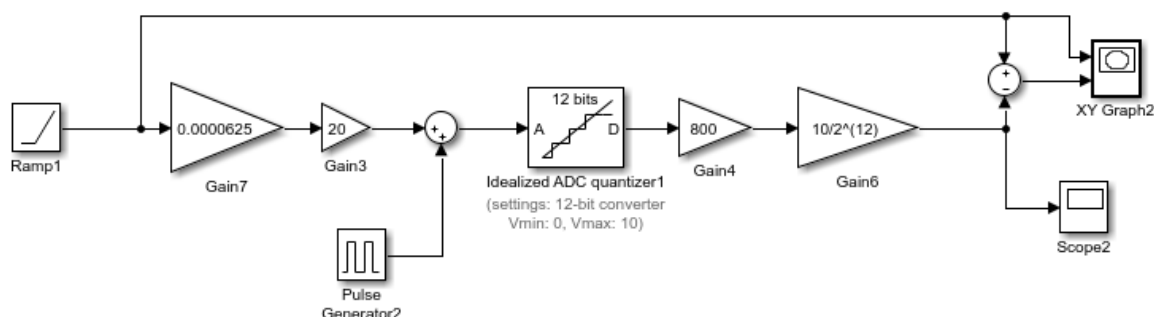 Ramp1
0.0000625
Gain7
20
Gain3
+
+
Pulse
Generator2
12 bits
A
D
Idealized ADC quantizer1
(settings: 12-bit converter
Vmin: 0, Vmax: 10)
800
Gain4
10/2^(12)
Gain6
+
−
XY Graph2
Scope2